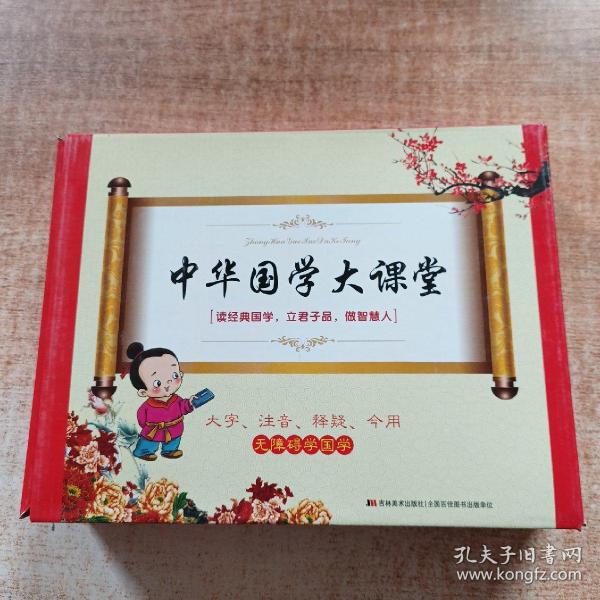 ZhongHua GuoXue DaKeTang
中华国学大课堂
[读经典国学，立君子品，做智慧人]
大字、注音、释疑、今用
无障碍学国学
JM 吉林美术出版社|全国百佳图书出版单位
孔夫子旧书网
www.kongfz.com